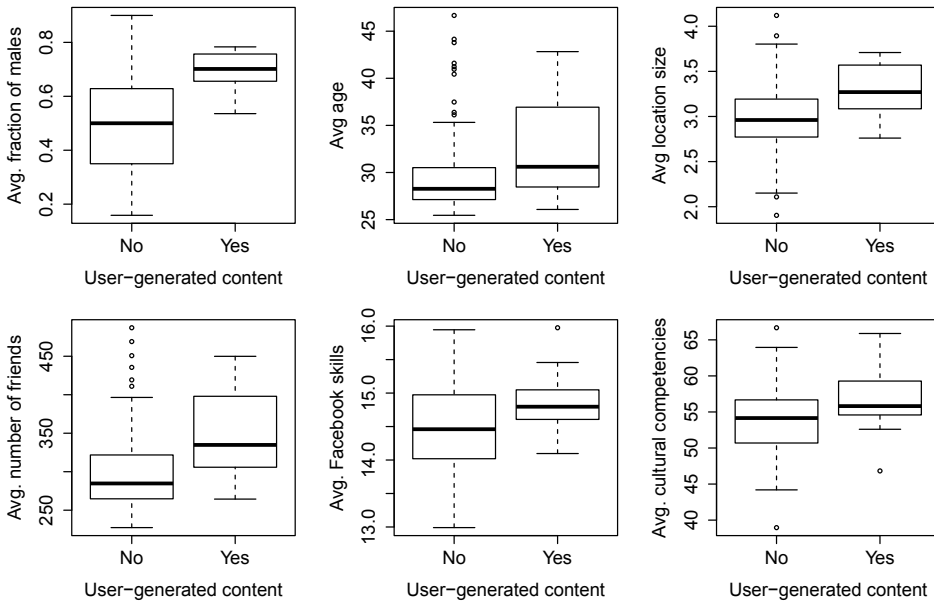 Avg. fraction of males
0.8
0.6
0.4
0.2
No Yes
User−generated content
Avg age
45
40
35
30
25
No Yes
User−generated content
Avg location size
4.0
3.5
3.0
2.5
2.0
No Yes
User−generated content
Avg. number of friends
450
350
250
No Yes
User−generated content
Avg. Facebook skills
16.0
15.0
14.0
13.0
No Yes
User−generated content
Avg. cultural competencies
65
60
55
50
45
40
No Yes
User−generated content